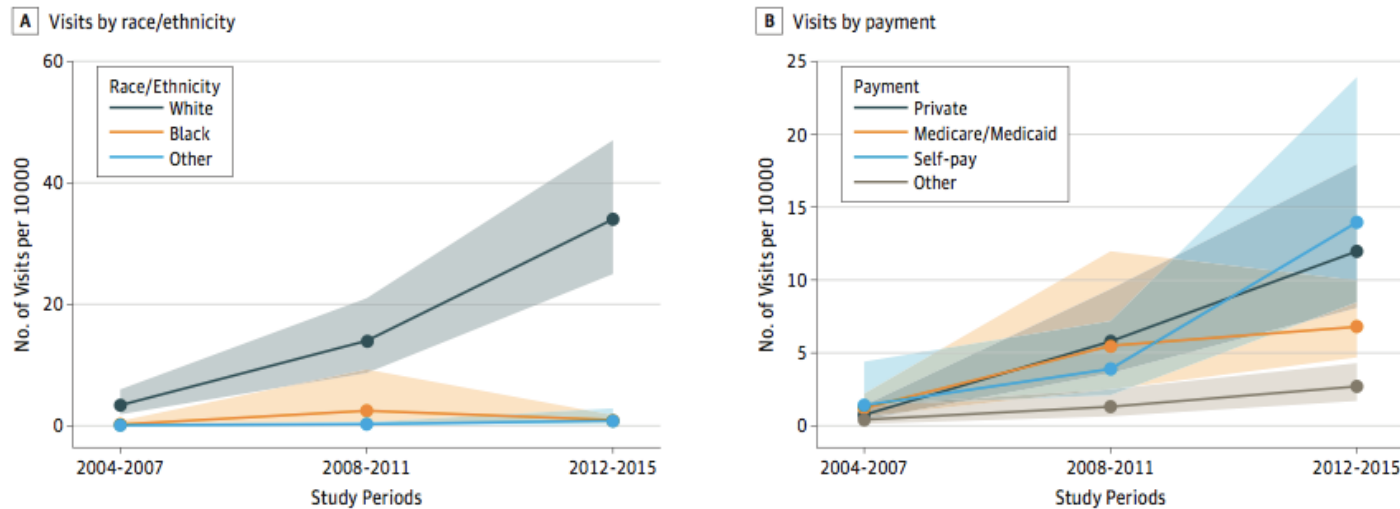 A Visits by race/ethnicity
No. of Visits per 10000
60
40
20
0
Race/Ethnicity
White
Black
Other
2004-2007
2008-2011
2012-2015
Study Periods
B Visits by payment
No. of Visits per 10000
25
20
15
10
5
0
Payment
Private
Medicare/Medicaid
Self-pay
Other
2004-2007
2008-2011
2012-2015
Study Periods